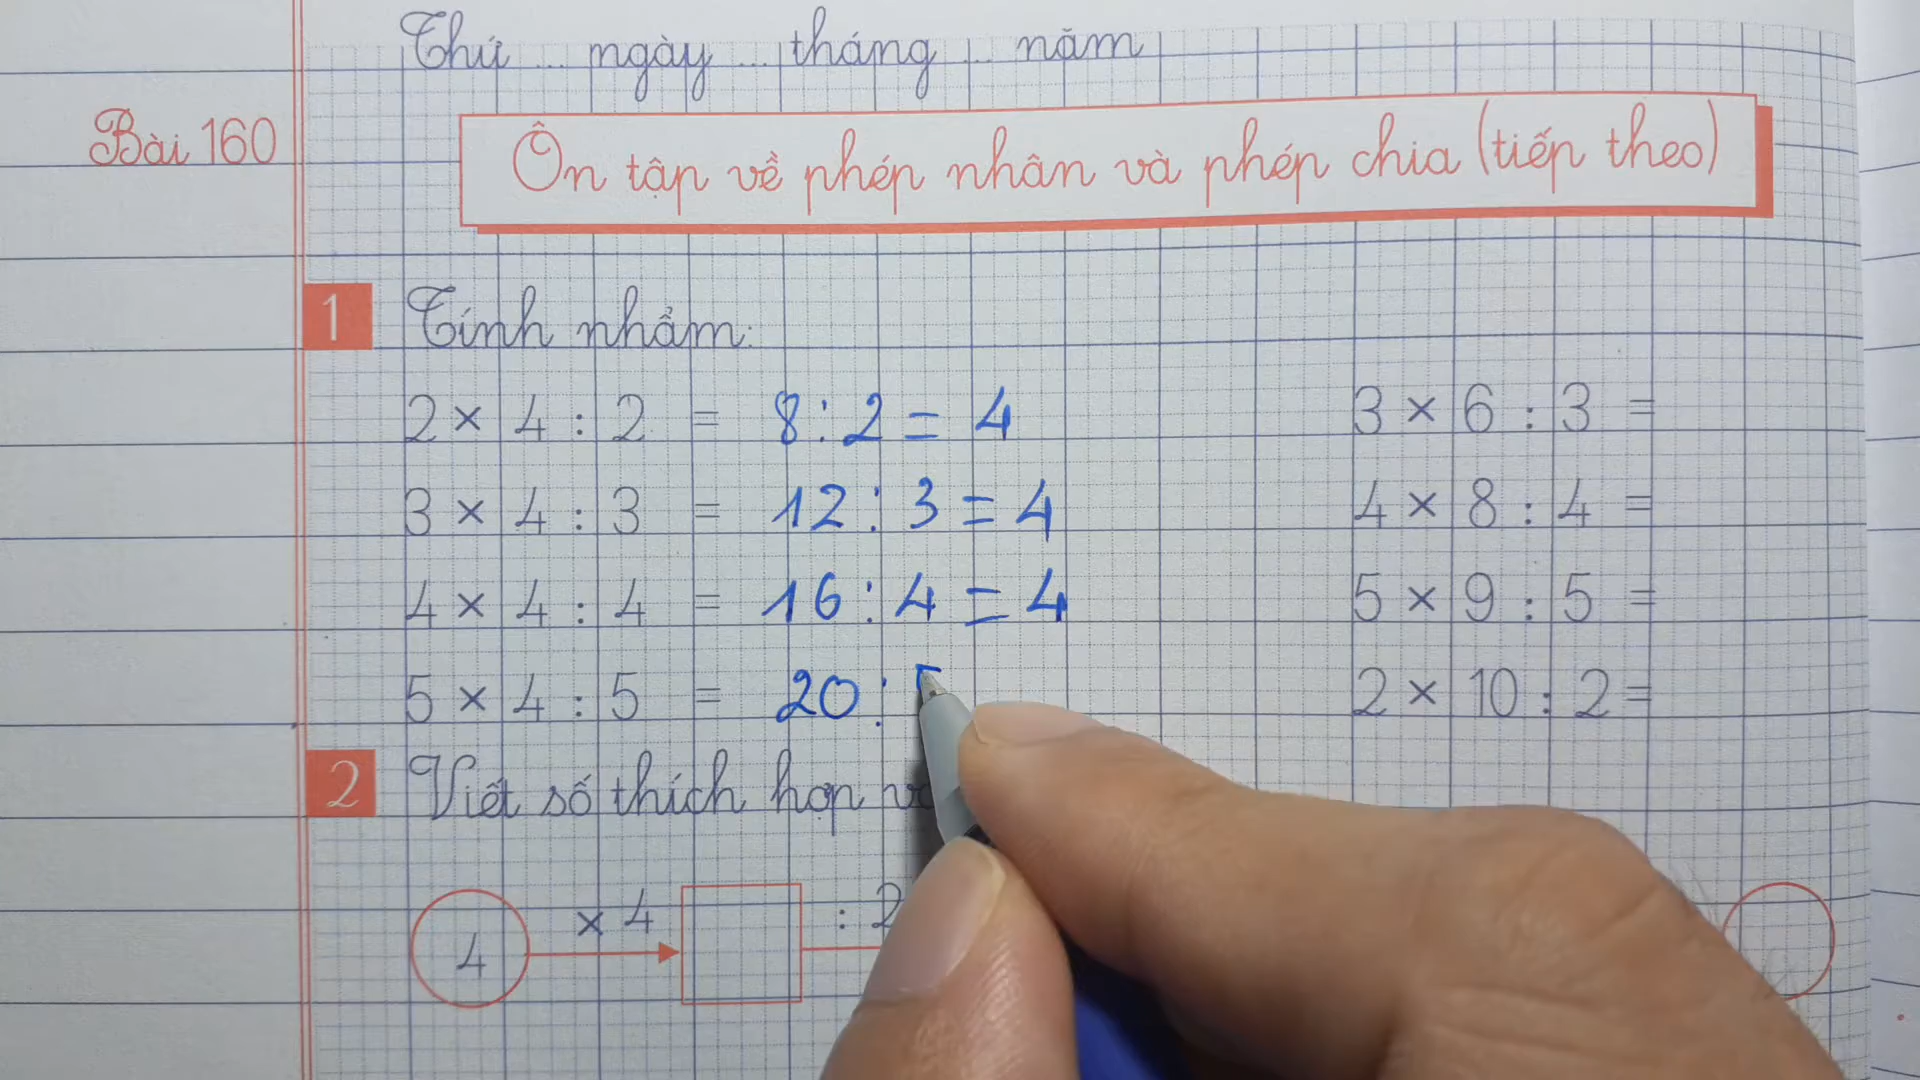 Thứ ... ngày ... tháng ... năm
Bài 160
Ôn tập về phép nhân và phép chia (tiếp theo)
1 Tính nhẩm:
2 × 4 : 2 = 8 : 2 = 4
3 × 6 : 3 =
3 × 4 : 3 = 12 : 3 = 4
4 × 8 : 4 =
4 × 4 : 4 = 16 : 4 = 4
5 × 9 : 5 =
5 × 4 : 5 = 20 :
2 × 10 : 2 =
2 Viết số thích hợp
4 × 4 : 2